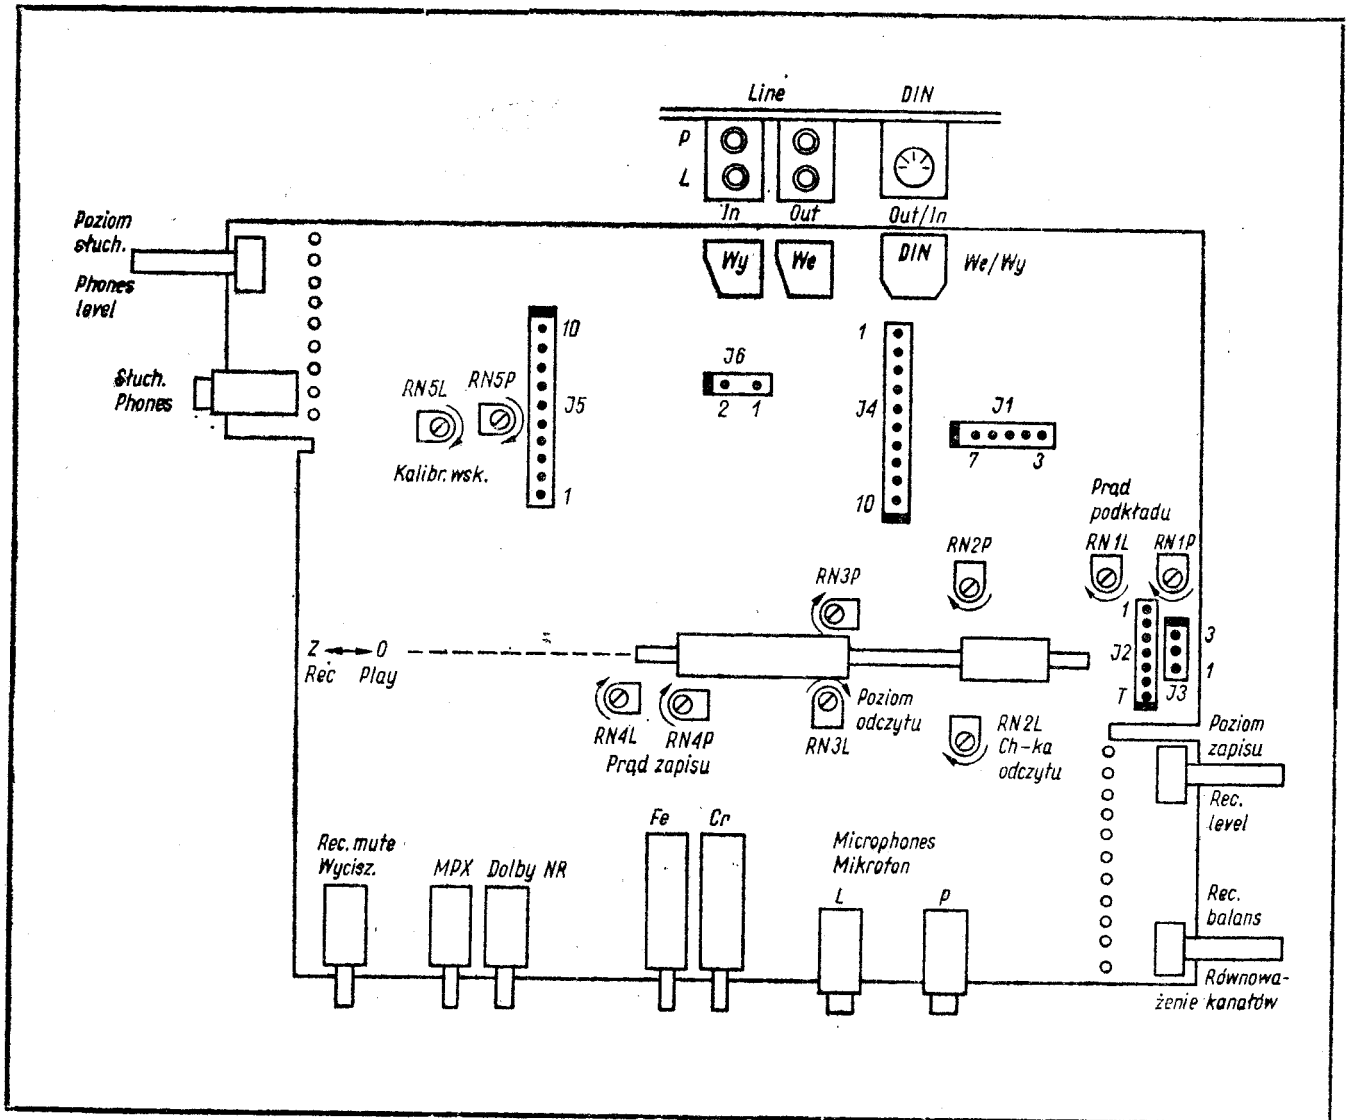 Line
DIN
P
L
In
Out
Out/In
Wy
We
DIN
We/Wy
Poziom
słuch.
Phones
level
Słuch.
Phones
RN5L
RN5P
Kalibr. wsk.
10
J5
1
J6
2 1
1
J4
10
J1
7 3
Prąd
podkładu
RN1L
RN1P
RN2P
RN3P
1
J2
T
3
1
J3
Z
O
Rec
Play
RN4L
RN4P
Prąd zapisu
RN3L
Poziom
odczytu
RN2L
Ch-ka
odczytu
Poziom
zapisu
Rec.
level
Rec. mute
Wycisz.
MPX
Dolby NR
Fe
Cr
Microphones
Mikrofon
L
P
Rec.
balans
Równowa-
żenie kanałów